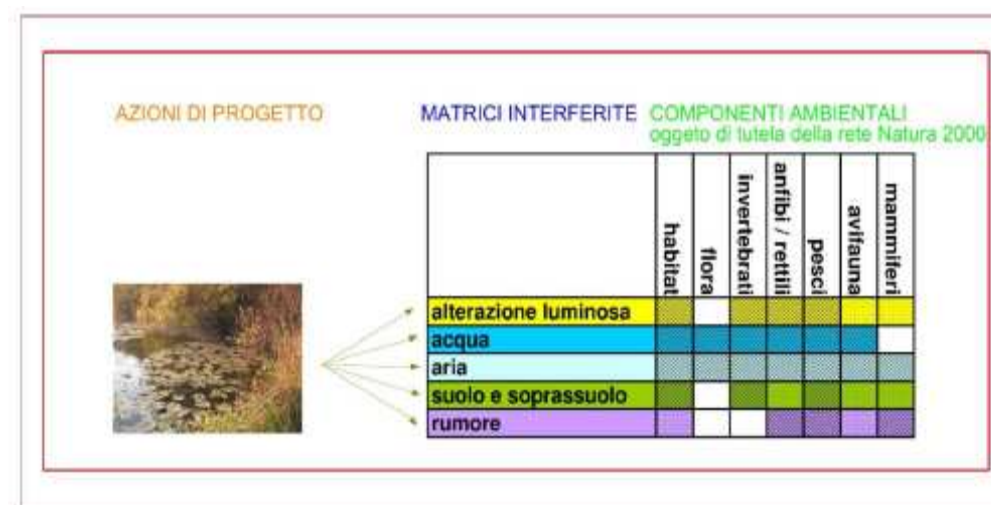 AZIONI DI PROGETTO
MATRICI INTERFERITE
COMPONENTI AMBIENTALI
oggeto di tutela della rete Natura 2000
habitat
flora
invertebrati
anfibi / rettili
pesci
avifauna
mammiferi
alterazione luminosa
acqua
aria
suolo e soprassuolo
rumore